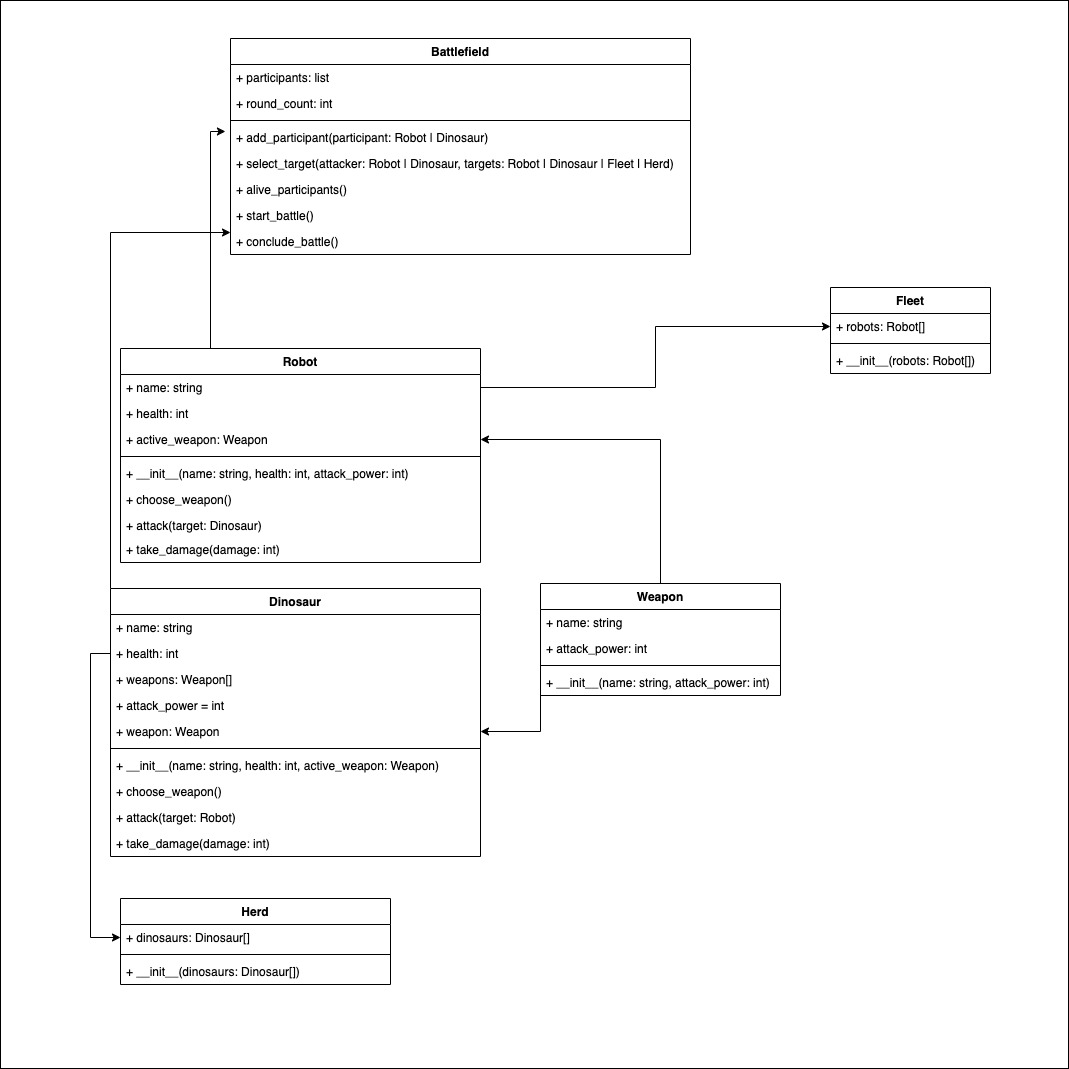 Battlefield
+ participants: list
+ round_count: int
+ add_participant(participant: Robot | Dinosaur)
+ select_target(attacker: Robot | Dinosaur, targets: Robot | Dinosaur | Fleet | Herd)
+ alive_participants()
+ start_battle()
+ conclude_battle()
Fleet
+ robots: Robot[]
+ __init__(robots: Robot[])
Robot
+ name: string
+ health: int
+ active_weapon: Weapon
+ __init__(name: string, health: int, attack_power: int)
+ choose_weapon()
+ attack(target: Dinosaur)
+ take_damage(damage: int)
Dinosaur
+ name: string
+ health: int
+ weapons: Weapon[]
+ attack_power = int
+ weapon: Weapon
+ __init__(name: string, health: int, active_weapon: Weapon)
+ choose_weapon()
+ attack(target: Robot)
+ take_damage(damage: int)
Weapon
+ name: string
+ attack_power: int
+ __init__(name: string, attack_power: int)
Herd
+ dinosaurs: Dinosaur[]
+ __init__(dinosaurs: Dinosaur[])